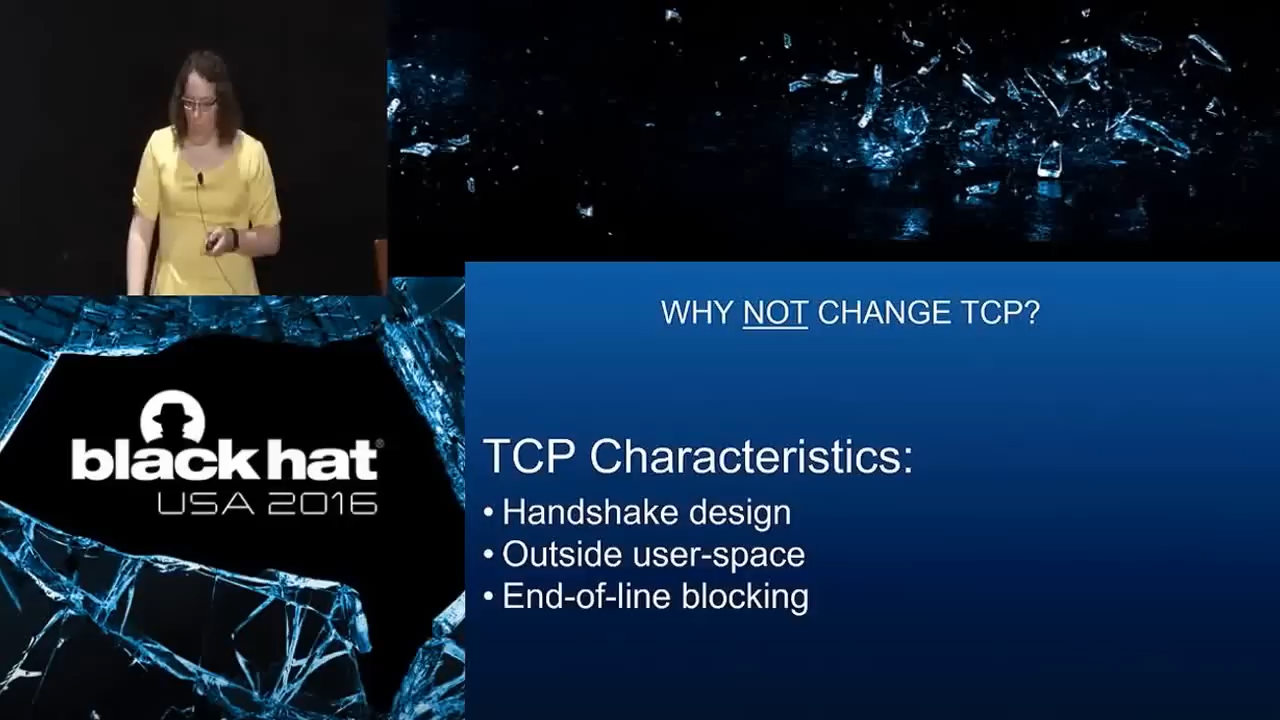 WHY NOT CHANGE TCP?
TCP Characteristics:
• Handshake design
• Outside user-space
• End-of-line blocking
black hat®
USA 2016